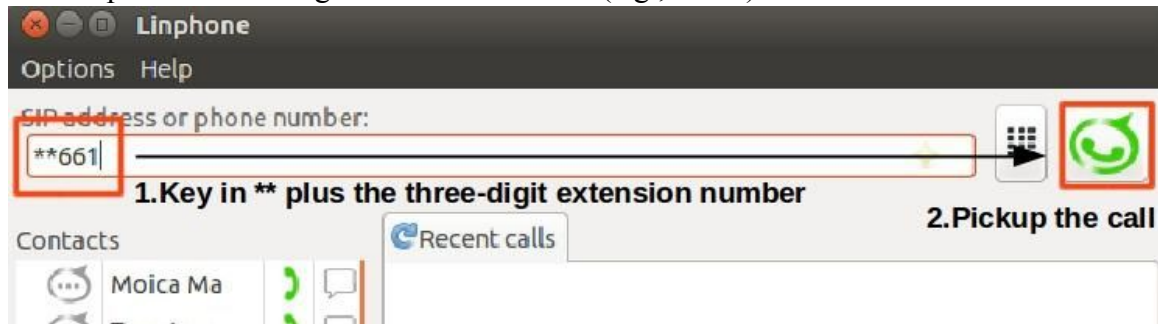 Linphone
Options Help
SIP address or phone number:
**661
1.Key in ** plus the three-digit extension number
2.Pickup the call
Contacts
Recent calls
Moica Ma